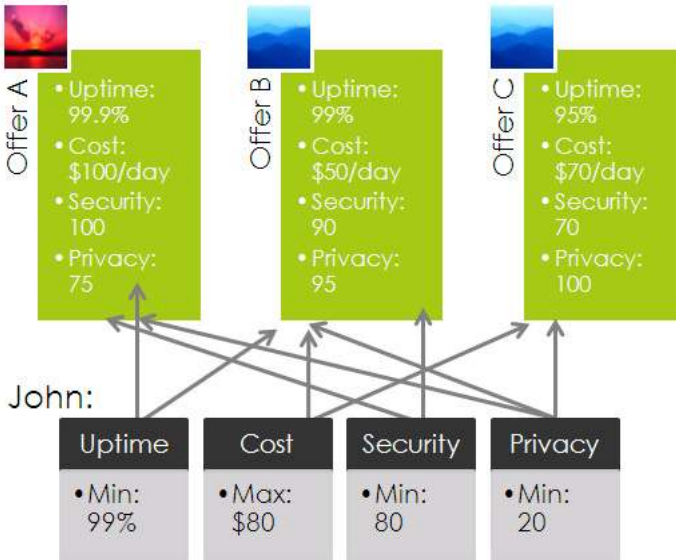 Offer A
• Uptime:
99.9%
• Cost:
$100/day
• Security:
100
• Privacy:
75
Offer B
• Uptime:
99%
• Cost:
$50/day
• Security:
90
• Privacy:
95
Offer C
• Uptime:
95%
• Cost:
$70/day
• Security:
70
• Privacy:
100
John:
Uptime
• Min:
99%
Cost
• Max:
$80
Security
• Min:
80
Privacy
• Min:
20